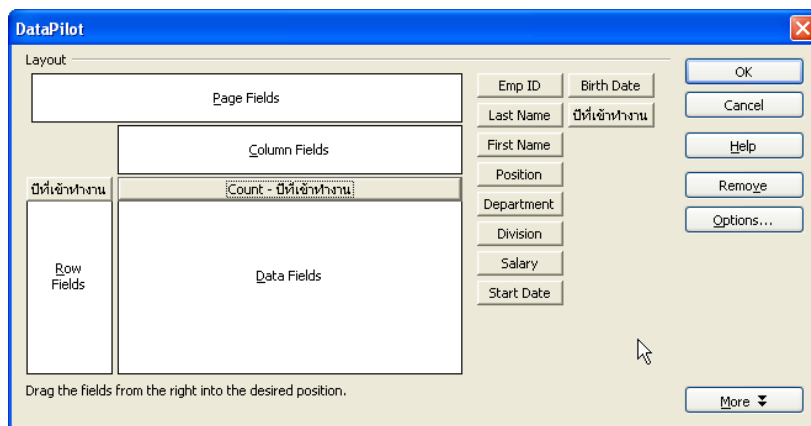 DataPilot
Layout
Page Fields
Column Fields
ปีที่เข้าทำงาน
Count - ปีที่เข้าทำงาน
Row
Fields
Data Fields
Emp ID
Birth Date
Last Name
ปีที่เข้าทำงาน
First Name
Position
Department
Division
Salary
Start Date
OK
Cancel
Help
Remove
Options...
Drag the fields from the right into the desired position.
More